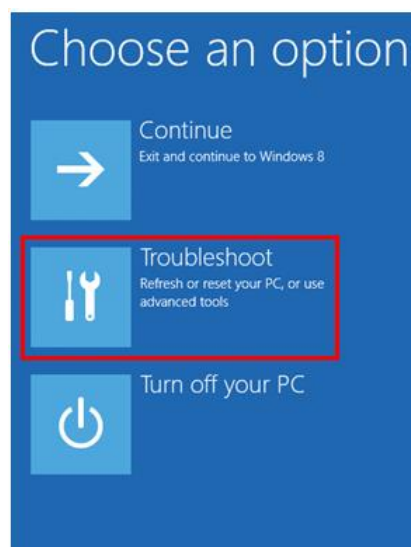 Choose an option
Continue
Exit and continue to Windows 8
Troubleshoot
Refresh or reset your PC, or use
advanced tools
Turn off your PC